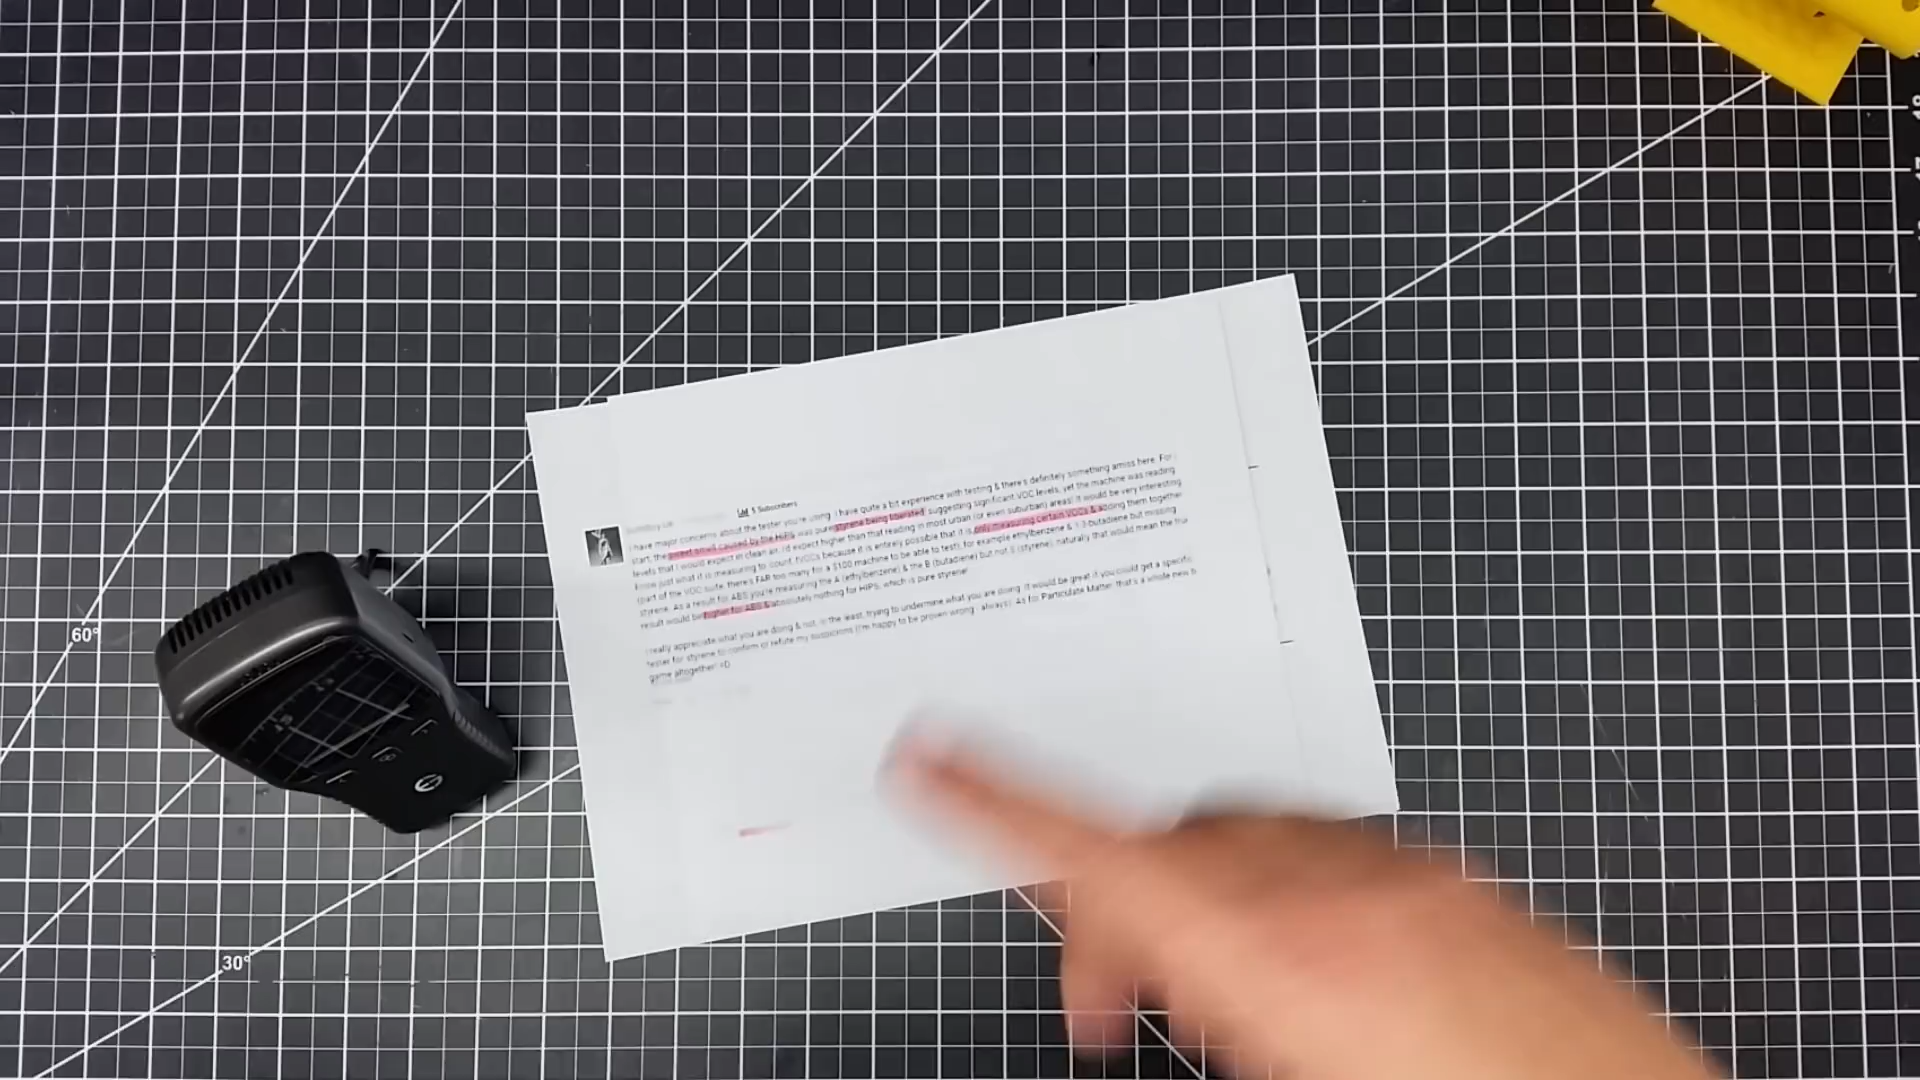 5 Subscribers
I have major concerns about the tester you're using. I have quite a bit experience with testing & there's definitely something amiss here. For
start, the sweet smell caused by the HIPS was pure styrene being liberated suggesting significant VOC levels, yet the machine was reading
levels that I would expect in clean air, I'd expect higher than that reading in most urban (or even suburban) areas! It would be very interesting
know just what it is measuring to count tVOCs because it is entirely possible that it is only measuring certain VOCs & adding them together
(part of the VOC suite, there's FAR too many for a $100 machine to be able to test), for example ethylbenzene & 1,3-butadiene but missing
styrene. As a result for ABS you're measuring the A (ethylbenzene) & the B (butadiene) but not S (styrene) naturally that would mean the
result would be higher for ABS & absolutely nothing for HIPS, which is pure styrene!
I really appreciate what you are doing & not, in the least, trying to undermine what you are doing. It would be great if you could get a specific
tester for styrene to confirm or refute my suspicions (I'm happy to be proven wrong - always). As for Particulate Matter, that's a whole new
game altogether! =D
60°
30°